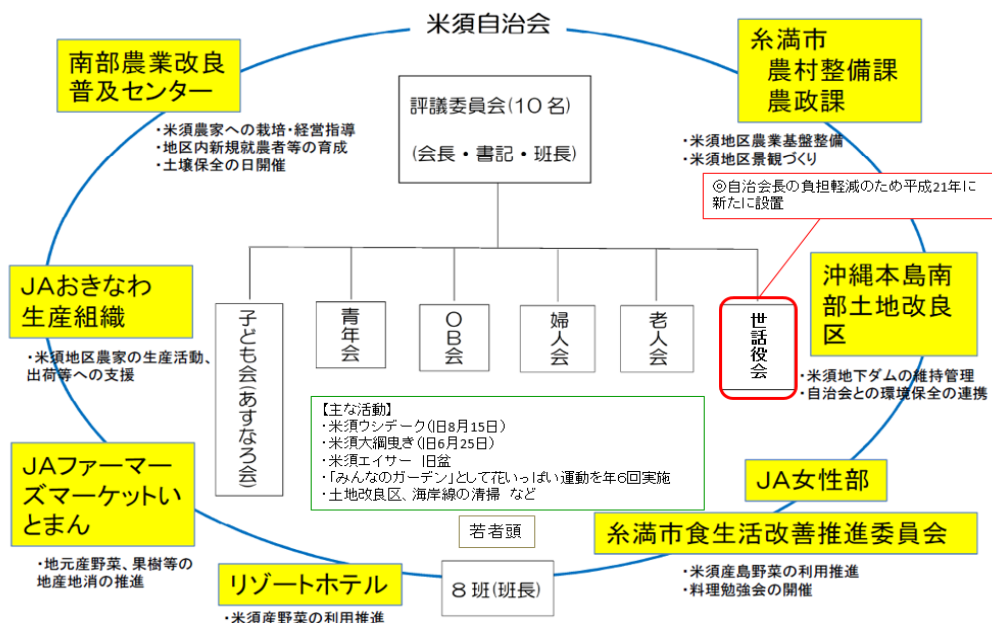 米須自治会
南部農業改良
普及センター
・米須農家への栽培・経営指導
・地区内新規就農者等の育成
・土壌保全の日開催
糸満市
農村整備課
農政課
・米須地区農業基盤整備
・米須地区景観づくり
評議委員会(10名)
(会長・書記・班長)
◎自治会長の負担軽減のため平成21年に
新たに設置
JAおきなわ
生産組織
・米須地区農家の生産活動、
出荷等への支援
子ども会(あすなろ会)
青年会
OB会
婦人会
老人会
世話役会
沖縄本島南
部土地改良
区
・米須地下ダムの維持管理
・自治会との環境保全の連携
【主な活動】
・米須ウシデーク(旧8月15日)
・米須大綱曳き(旧6月25日)
・米須エイサー 旧盆
・「みんなのガーデン」として花いっぱい運動を年6回実施
・土地改良区、海岸線の清掃 など
JAファーマー
ズマーケットい
とまん
・地元産野菜、果樹等の
地産地消の推進
JA女性部
若者頭
糸満市食生活改善推進委員会
・米須産島野菜の利用推進
・料理勉強会の開催
リゾートホテル
・米須産野菜の利用推進
8班(班長)